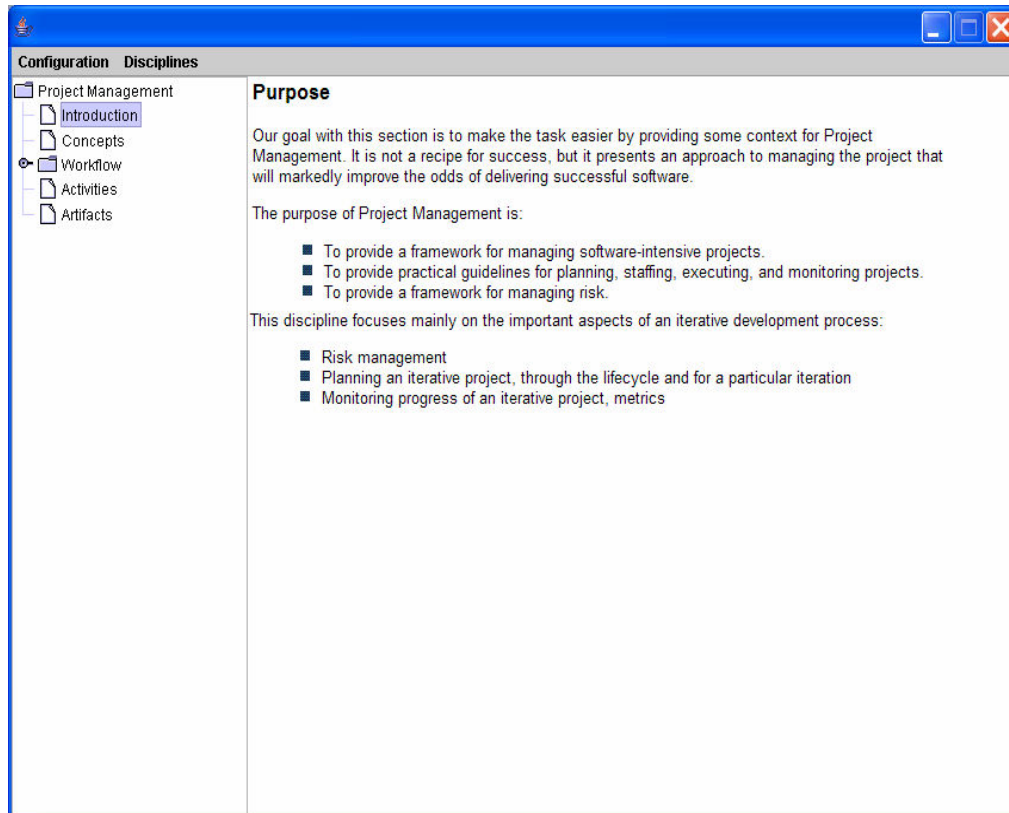 Configuration Disciplines
Project Management
Introduction
Concepts
Workflow
Activities
Artifacts
Purpose
Our goal with this section is to make the task easier by providing some context for Project
Management. It is not a recipe for success, but it presents an approach to managing the project that
will markedly improve the odds of delivering successful software.
The purpose of Project Management is:
To provide a framework for managing software-intensive projects.
To provide practical guidelines for planning, staffing, executing, and monitoring projects.
To provide a framework for managing risk.
This discipline focuses mainly on the important aspects of an iterative development process:
Risk management
Planning an iterative project, through the lifecycle and for a particular iteration
Monitoring progress of an iterative project, metrics